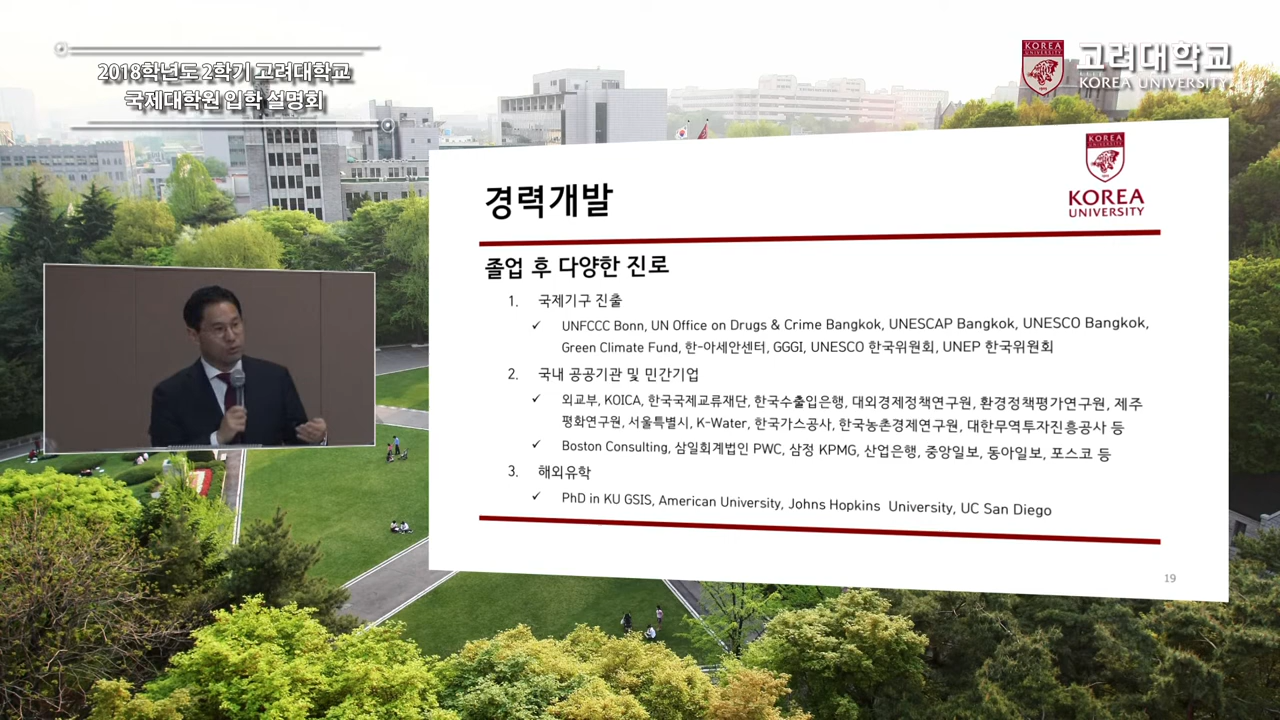 2018학년도 2학기 고려대학교
국제대학원 입학 설명회
KOREA
고려대학교
KOREA UNIVERSITY
KOREA
UNIVERSITY
KOREA
UNIVERSITY
경력개발
졸업 후 다양한 진로
1. 국제기구 진출
✓ UNFCCC Bonn, UN Office on Drugs & Crime Bangkok, UNESCAP Bangkok, UNESCO Bangkok,
Green Climate Fund, 한-아세안센터, GGGI, UNESCO 한국위원회, UNEP 한국위원회
2. 국내 공공기관 및 민간기업
✓ 외교부, KOICA, 한국국제교류재단, 한국수출입은행, 대외경제정책연구원, 환경정책평가연구원, 제주
평화연구원, 서울특별시, K-Water, 한국가스공사, 한국농촌경제연구원, 대한무역투자진흥공사 등
✓ Boston Consulting, 삼일회계법인 PWC, 삼정 KPMG, 산업은행, 중앙일보, 동아일보, 포스코 등
3. 해외유학
✓ PhD in KU GSIS, American University, Johns Hopkins University, UC San Diego
19